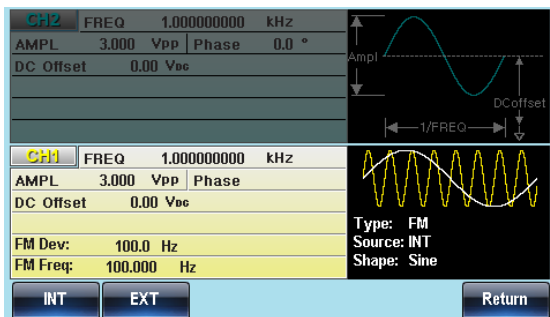 CH2 FREQ 1.000000000 kHz
AMPL 3.000 VPP Phase 0.0 °
DC Offset 0.00 VDC
Ampl
DCoffset
1/FREQ
CH1 FREQ 1.000000000 kHz
AMPL 3.000 VPP Phase
DC Offset 0.00 VDC
FM Dev: 100.0 Hz
FM Freq: 100.000 Hz
Type: FM
Source: INT
Shape: Sine
INT EXT Return